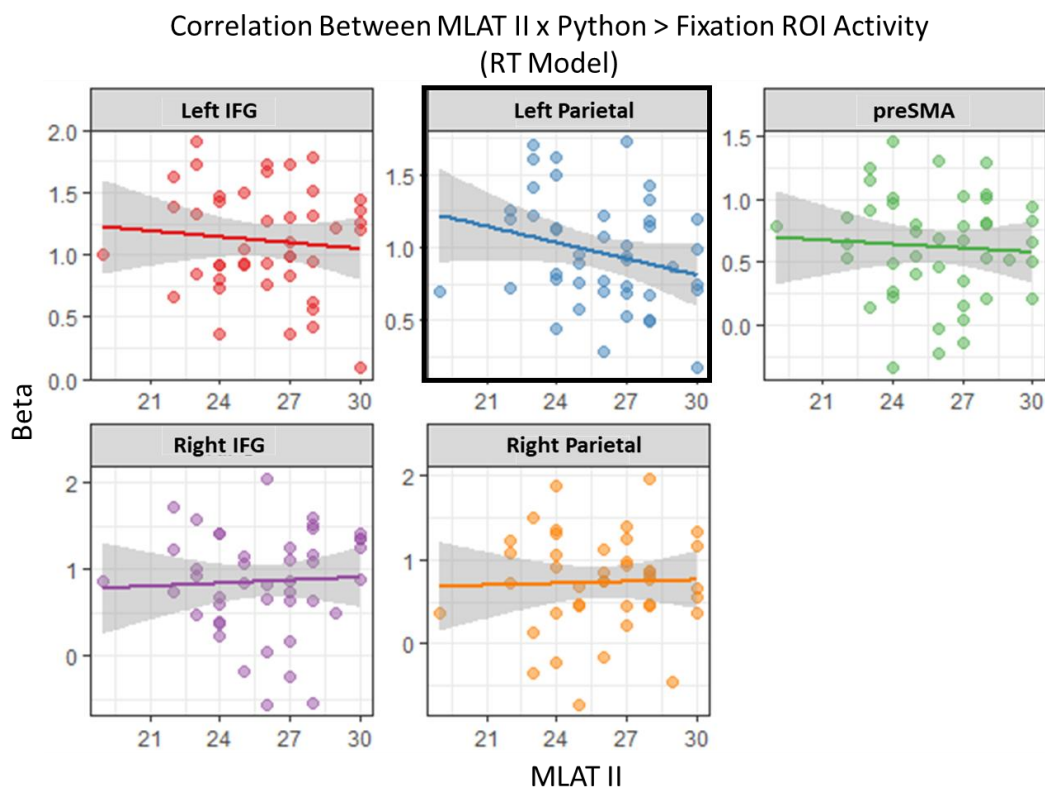 Correlation Between MLAT II x Python > Fixation ROI Activity
(RT Model)
Left IFG
Left Parietal
preSMA
2.0
1.5
1.0
0.5
0.0
1.5
1.0
0.5
1.5
1.0
0.5
0.0
21 24 27 30
21 24 27 30
21 24 27 30
Beta
Right IFG
Right Parietal
2
1
0
2
1
0
21 24 27 30
21 24 27 30
MLAT II